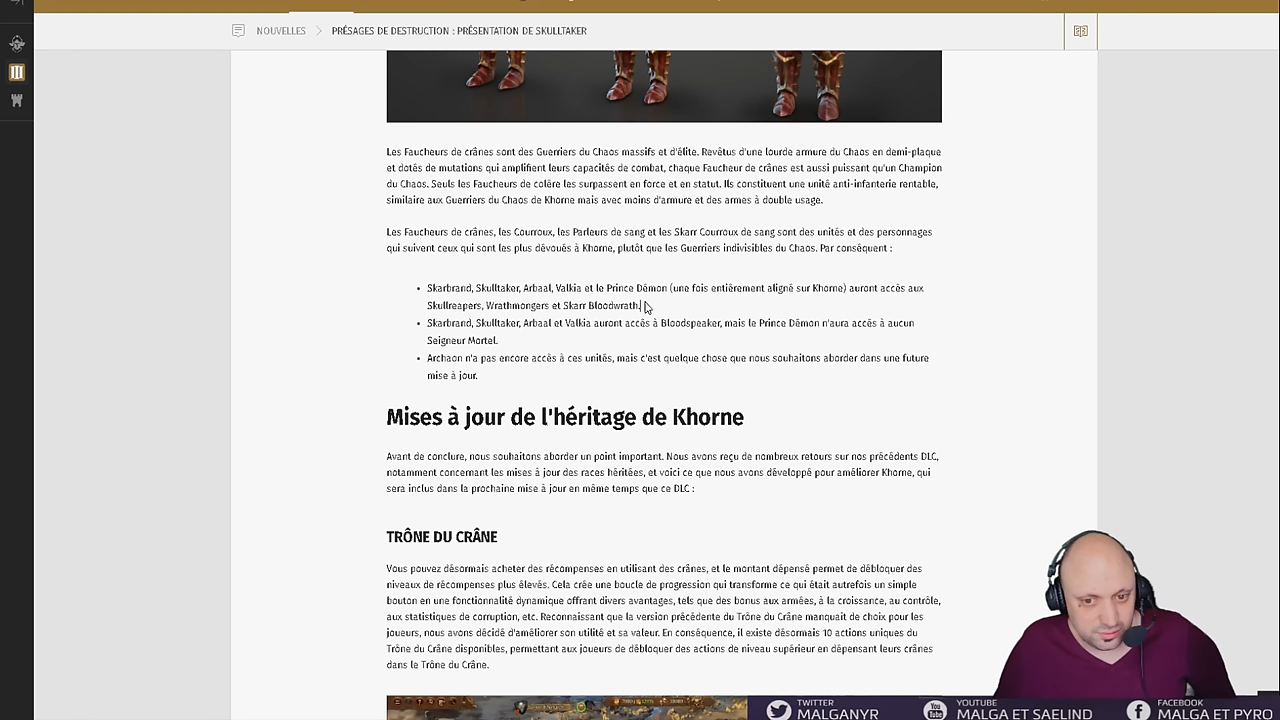 NOUVELLES > PRÉSAGES DE DESTRUCTION : PRÉSENTATION DE SKULLTAKER
Les Faucheurs de crânes sont des Guerriers du Chaos massifs et d'élite. Revêtus d'une lourde armure du Chaos en demi-plaque
et dotés de mutations qui amplifient leurs capacités de combat, chaque Faucheur de crânes est aussi puissant qu'un Champion
du Chaos. Seuls les Faucheurs de colère les surpassent en force et en statut. Ils constituent une unité anti-infanterie rentable,
similaire aux Guerriers du Chaos de Khorne mais avec moins d'armure et des armes à double usage.
Les Faucheurs de crânes, les Courroux, les Parleurs de sang et les Skarr Courroux de sang sont des unités et des personnages
qui suivent ceux qui sont les plus dévoués à Khorne, plutôt que les Guerriers indivisibles du Chaos. Par conséquent :
• Skarbrand, Skulltaker, Arbaal, Valkia et le Prince Démon (une fois entièrement aligné sur Khorne) auront accès aux
Skullreapers, Wrathmongers et Skarr Bloodwrath.
• Skarbrand, Skulltaker, Arbaal et Valkia auront accès à Bloodspeaker, mais le Prince Démon n'aura accès à aucun
Seigneur Mortel.
• Archaon n'a pas encore accès à ces unités, mais c'est quelque chose que nous souhaitons aborder dans une future
mise à jour.
Mises à jour de l'héritage de Khorne
Avant de conclure, nous souhaitons aborder un point important. Nous avons reçu de nombreux retours sur nos précédents DLC,
notamment concernant les mises à jour des races héritées, et voici ce que nous avons développé pour améliorer Khorne, qui
sera inclus dans la prochaine mise à jour en même temps que ce DLC :
TRÔNE DU CRÂNE
Vous pouvez désormais acheter des récompenses en utilisant des crânes, et le montant dépensé permet de débloquer des
niveaux de récompenses plus élevés. Cela crée une boucle de progression qui transforme ce qui était autrefois un simple
bouton en une fonctionnalité dynamique offrant divers avantages, tels que des bonus aux armées, à la croissance, au contrôle,
aux statistiques de corruption, etc. Reconnaissant que la version précédente du Trône du Crâne manquait de choix pour les
joueurs, nous avons décidé d'améliorer son utilité et sa valeur. En conséquence, il existe désormais 10 actions uniques du
Trône du Crâne disponibles, permettant aux joueurs de débloquer des actions de niveau supérieur en dépensant leurs crânes
dans le Trône du Crâne.
TWITTER
MALGANYR
YOUTUBE
MALGA ET SAELIND
FACEBOOK
MALGA ET PYRO